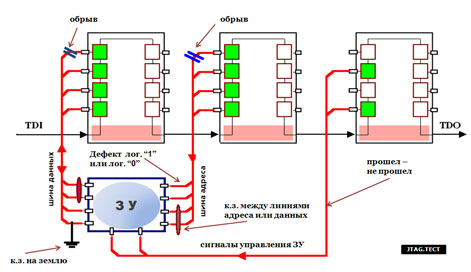 обрыв
обрыв
TDI
TDO
Дефект лог. “1”
или лог. “0”
шина данных
шина адреса
ЗУ
прошел –
не прошел
к.з. между линиями
адреса или данных
сигналы управления ЗУ
к.з. на землю
JTAG.ТЕСТ